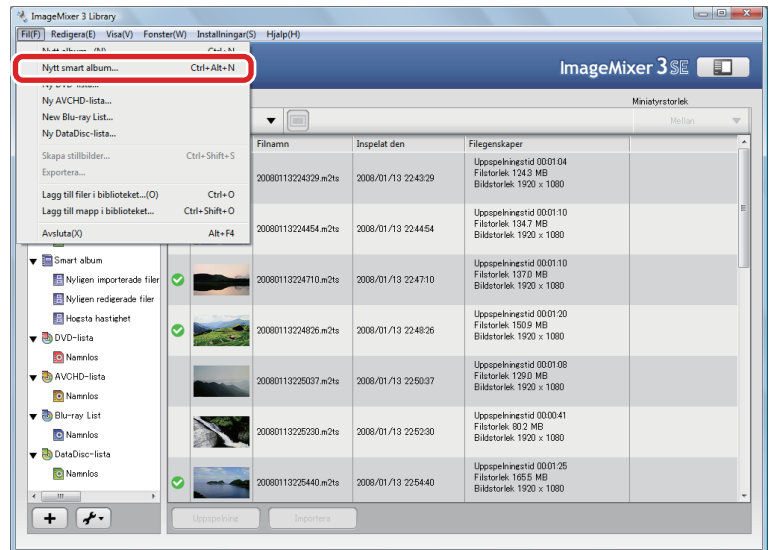 ImageMixer 3 Library
Fil(F) Redigera(E) Visa(V) Fonster(W) Installningar(S) Hjalp(H)
Nytt album...(N) Ctrl+N
Nytt smart album... Ctrl+Alt+N
Ny DVD-lista...
Ny AVCHD-lista...
New Blu-ray List...
Ny DataDisc-lista...
Skapa stillbilder... Ctrl+Shift+S
Exportera...
Lagg till filer i biblioteket...(O) Ctrl+O
Lagg till mapp i biblioteket... Ctrl+Shift+O
Avsluta(X) Alt+F4
ImageMixer 3 SE
Miniatyrstorlek
Mellan
Filnamn Inspelat den Filegenskaper
20080113224329.m2ts 2008/01/13 22:43:29
Uppspelningstid 00:01:04
Filstorlek 124.3 MB
Bildstorlek 1920 × 1080
20080113224454.m2ts 2008/01/13 22:44:54
Uppspelningstid 00:01:10
Filstorlek 134.7 MB
Bildstorlek 1920 × 1080
20080113224710.m2ts 2008/01/13 22:47:10
Uppspelningstid 00:01:10
Filstorlek 137.0 MB
Bildstorlek 1920 × 1080
20080113224826.m2ts 2008/01/13 22:48:26
Uppspelningstid 00:01:20
Filstorlek 150.9 MB
Bildstorlek 1920 × 1080
20080113225037.m2ts 2008/01/13 22:50:37
Uppspelningstid 00:01:08
Filstorlek 129.0 MB
Bildstorlek 1920 × 1080
20080113225230.m2ts 2008/01/13 22:52:30
Uppspelningstid 00:00:41
Filstorlek 80.2 MB
Bildstorlek 1920 × 1080
20080113225440.m2ts 2008/01/13 22:54:40
Uppspelningstid 00:01:25
Filstorlek 165.5 MB
Bildstorlek 1920 × 1080
Smart album
Nyligen importerade filer
Nyligen redigerade filer
Hogsta hastighet
DVD-lista
Namnlos
AVCHD-lista
Namnlos
Blu-ray List
Namnlos
DataDisc-lista
Namnlos
Uppspelning Importera